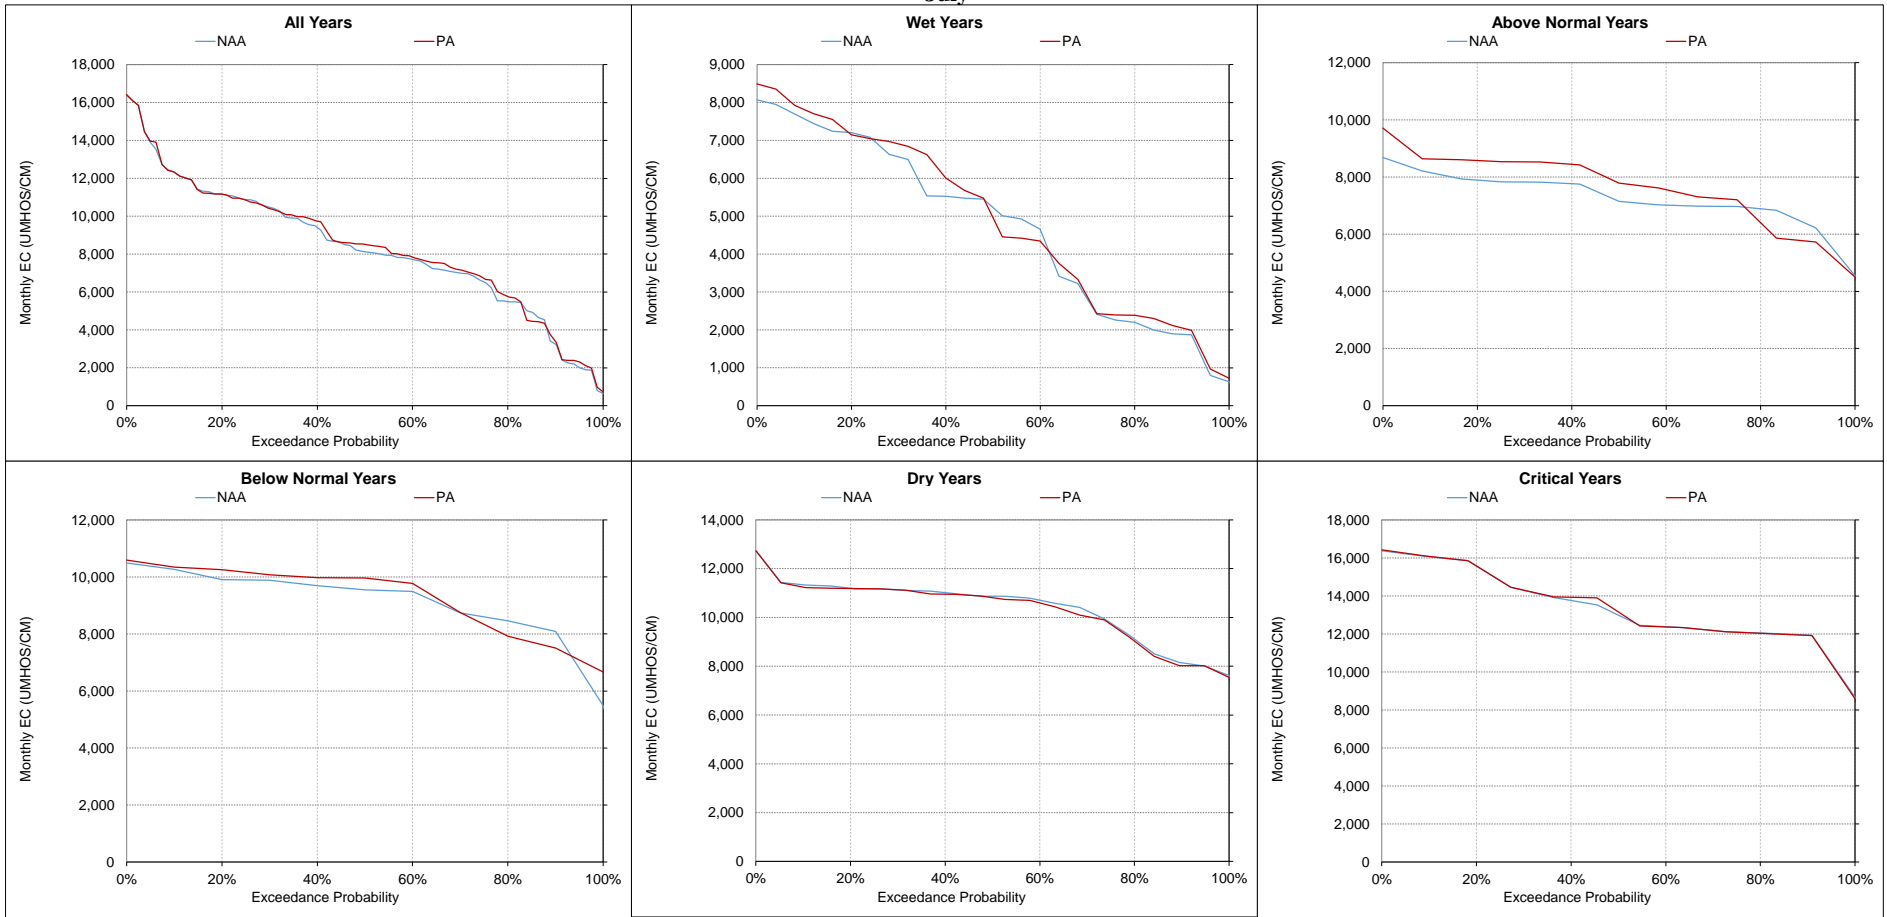 All Years
NAA PA
18,000
16,000
14,000
12,000
10,000
8,000
6,000
4,000
2,000
0
Monthly EC (UMHOS/CM)
0% 20% 40% 60% 80% 100%
Exceedance Probability
Wet Years
NAA PA
9,000
8,000
7,000
6,000
5,000
4,000
3,000
2,000
1,000
0
Monthly EC (UMHOS/CM)
0% 20% 40% 60% 80% 100%
Exceedance Probability
Above Normal Years
NAA PA
12,000
10,000
8,000
6,000
4,000
2,000
0
Monthly EC (UMHOS/CM)
0% 20% 40% 60% 80% 100%
Exceedance Probability
Below Normal Years
NAA PA
12,000
10,000
8,000
6,000
4,000
2,000
0
Monthly EC (UMHOS/CM)
0% 20% 40% 60% 80% 100%
Exceedance Probability
Dry Years
NAA PA
14,000
12,000
10,000
8,000
6,000
4,000
2,000
0
Monthly EC (UMHOS/CM)
0% 20% 40% 60% 80% 100%
Exceedance Probability
Critical Years
NAA PA
18,000
16,000
14,000
12,000
10,000
8,000
6,000
4,000
2,000
0
Monthly EC (UMHOS/CM)
0% 20% 40% 60% 80% 100%
Exceedance Probability